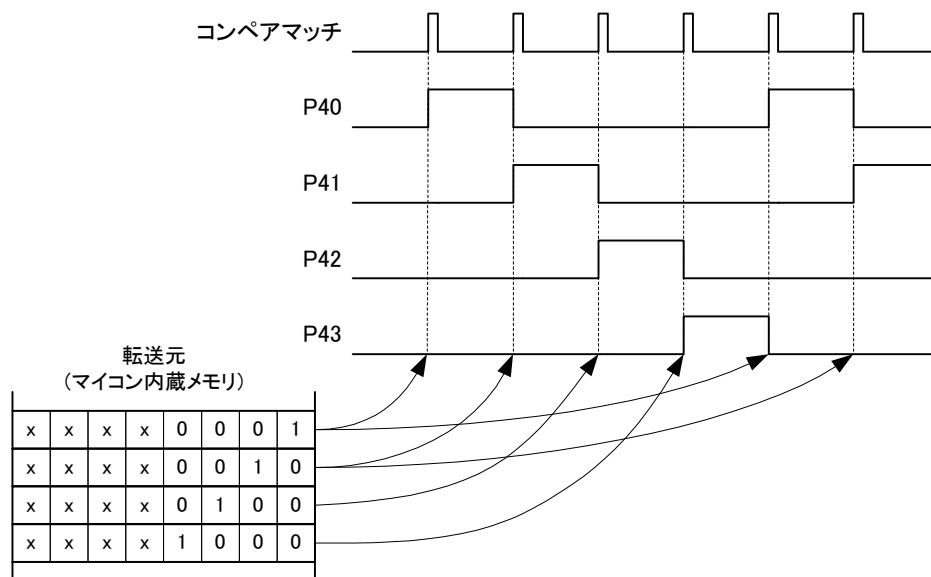 コンペアマッチ
P40
P41
P42
P43
転送元
（マイコン内蔵メモリ）
x x x x 0 0 0 1
x x x x 0 0 1 0
x x x x 0 1 0 0
x x x x 1 0 0 0